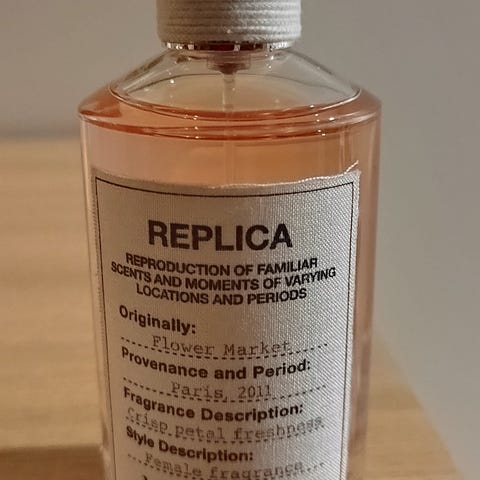 REPLICA
REPRODUCTION OF FAMILIAR
SCENTS AND MOMENTS OF VARYING
LOCATIONS AND PERIODS
Originally:
Flower Market
Provenance and Period:
Paris, 2011
Fragrance Description:
Crisp petal freshness
Style Description:
Female fragrance